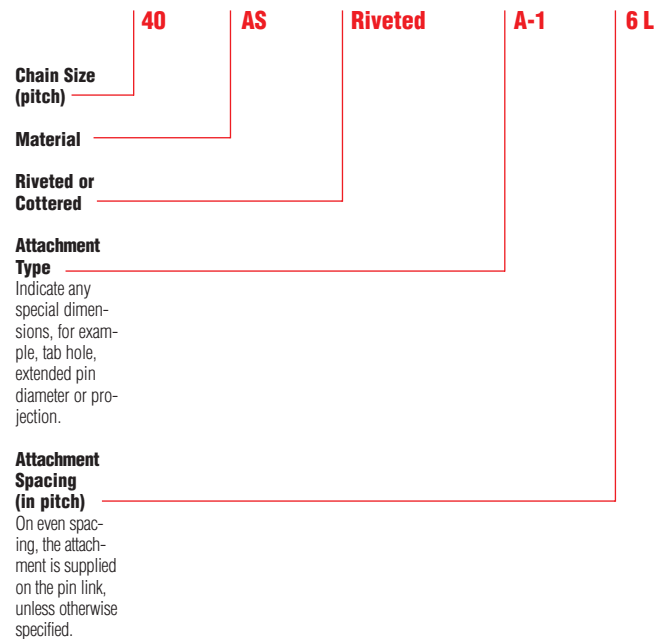 40 AS Riveted A-1 6 L
Chain Size
(pitch)
Material
Riveted or
Cottered
Attachment
Type
Indicate any
special dimen-
sions, for exam-
ple, tab hole,
extended pin
diameter or pro-
jection.
Attachment
Spacing
(in pitch)
On even spac-
ing, the attach-
ment is supplied
on the pin link,
unless otherwise
specified.